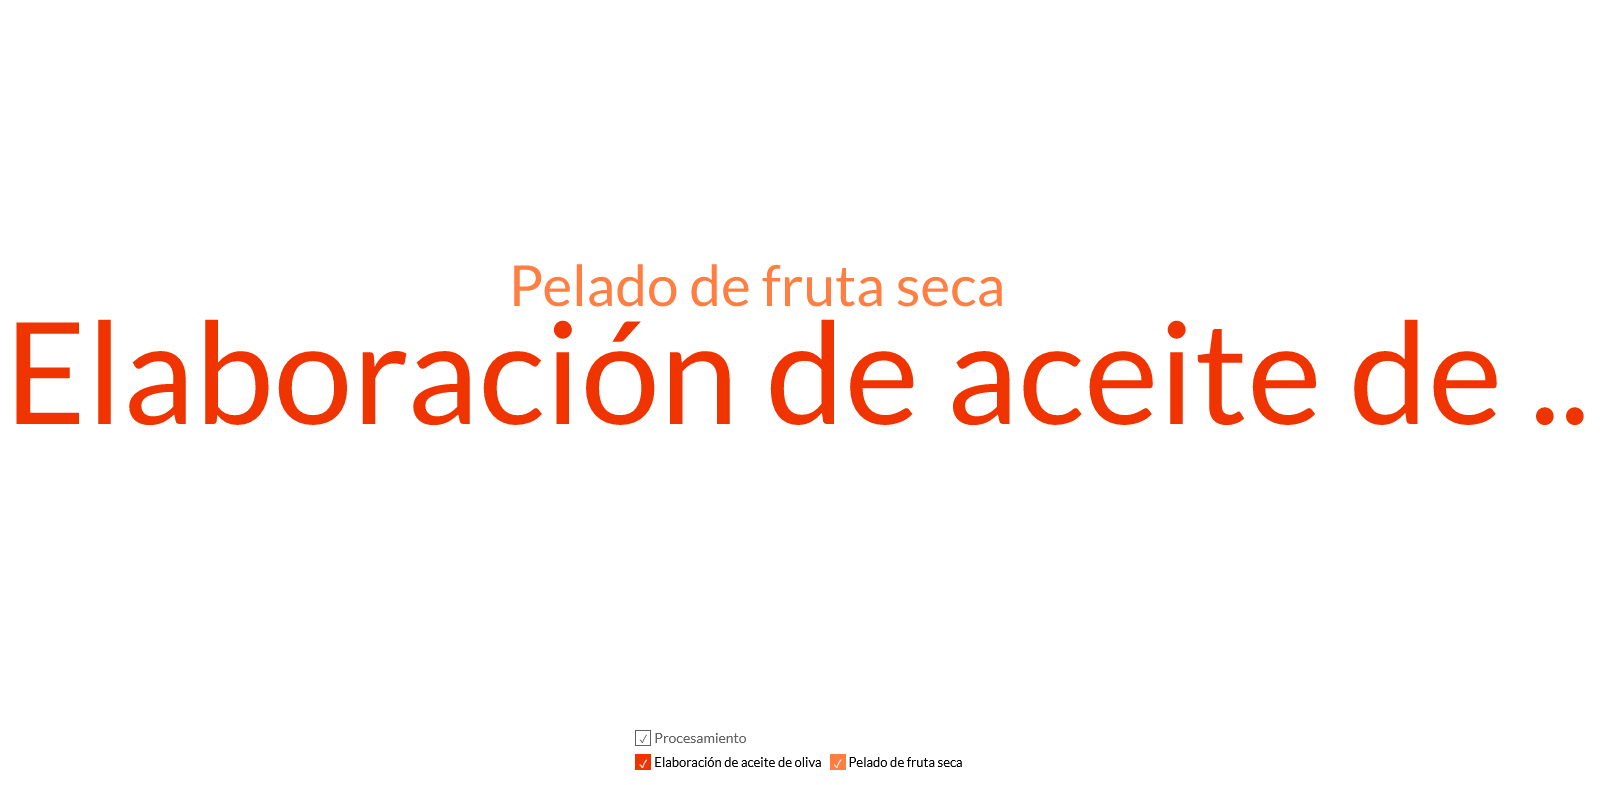 Pelado de fruta seca
Elaboración de aceite de ..
Procesamiento
Elaboración de aceite de oliva Pelado de fruta seca